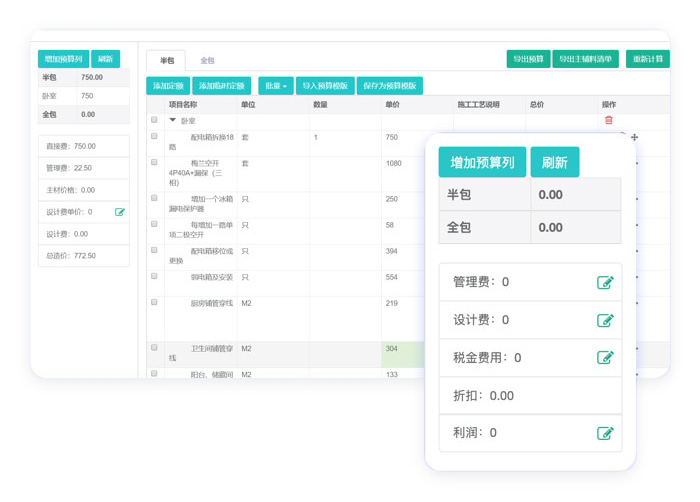 增加预算列 刷新
半包 750.00
卧室 750
全包 0.00
直接费：750.00
管理费：22.50
主材价格：0.00
设计费单价：0
设计费：0.00
总造价：772.50
半包 全包
导出预算 导出主辅料清单 重新计算
添加定额 添加临时定额 批量 导入预算模版 保存为预算模版
项目名称 单位 数量 单价 施工工艺说明 总价 操作
卧室
配电箱拆换18 套 1 750
路
梅兰空开 套 1080
4P40A+漏保（三
相）
增加一个冰箱 只 250
漏电保护器
每增加一路单 只 58
项二极空开
配电箱移位或 只 394
更换
弱电箱及安装 只 554
厨房铺管穿线 M2 219
卫生间铺管穿 M2 304
线
阳台、储藏间 M2 133
增加预算列 刷新
半包 0.00
全包 0.00
管理费：0
设计费：0
税金费用：0
折扣：0.00
利润：0